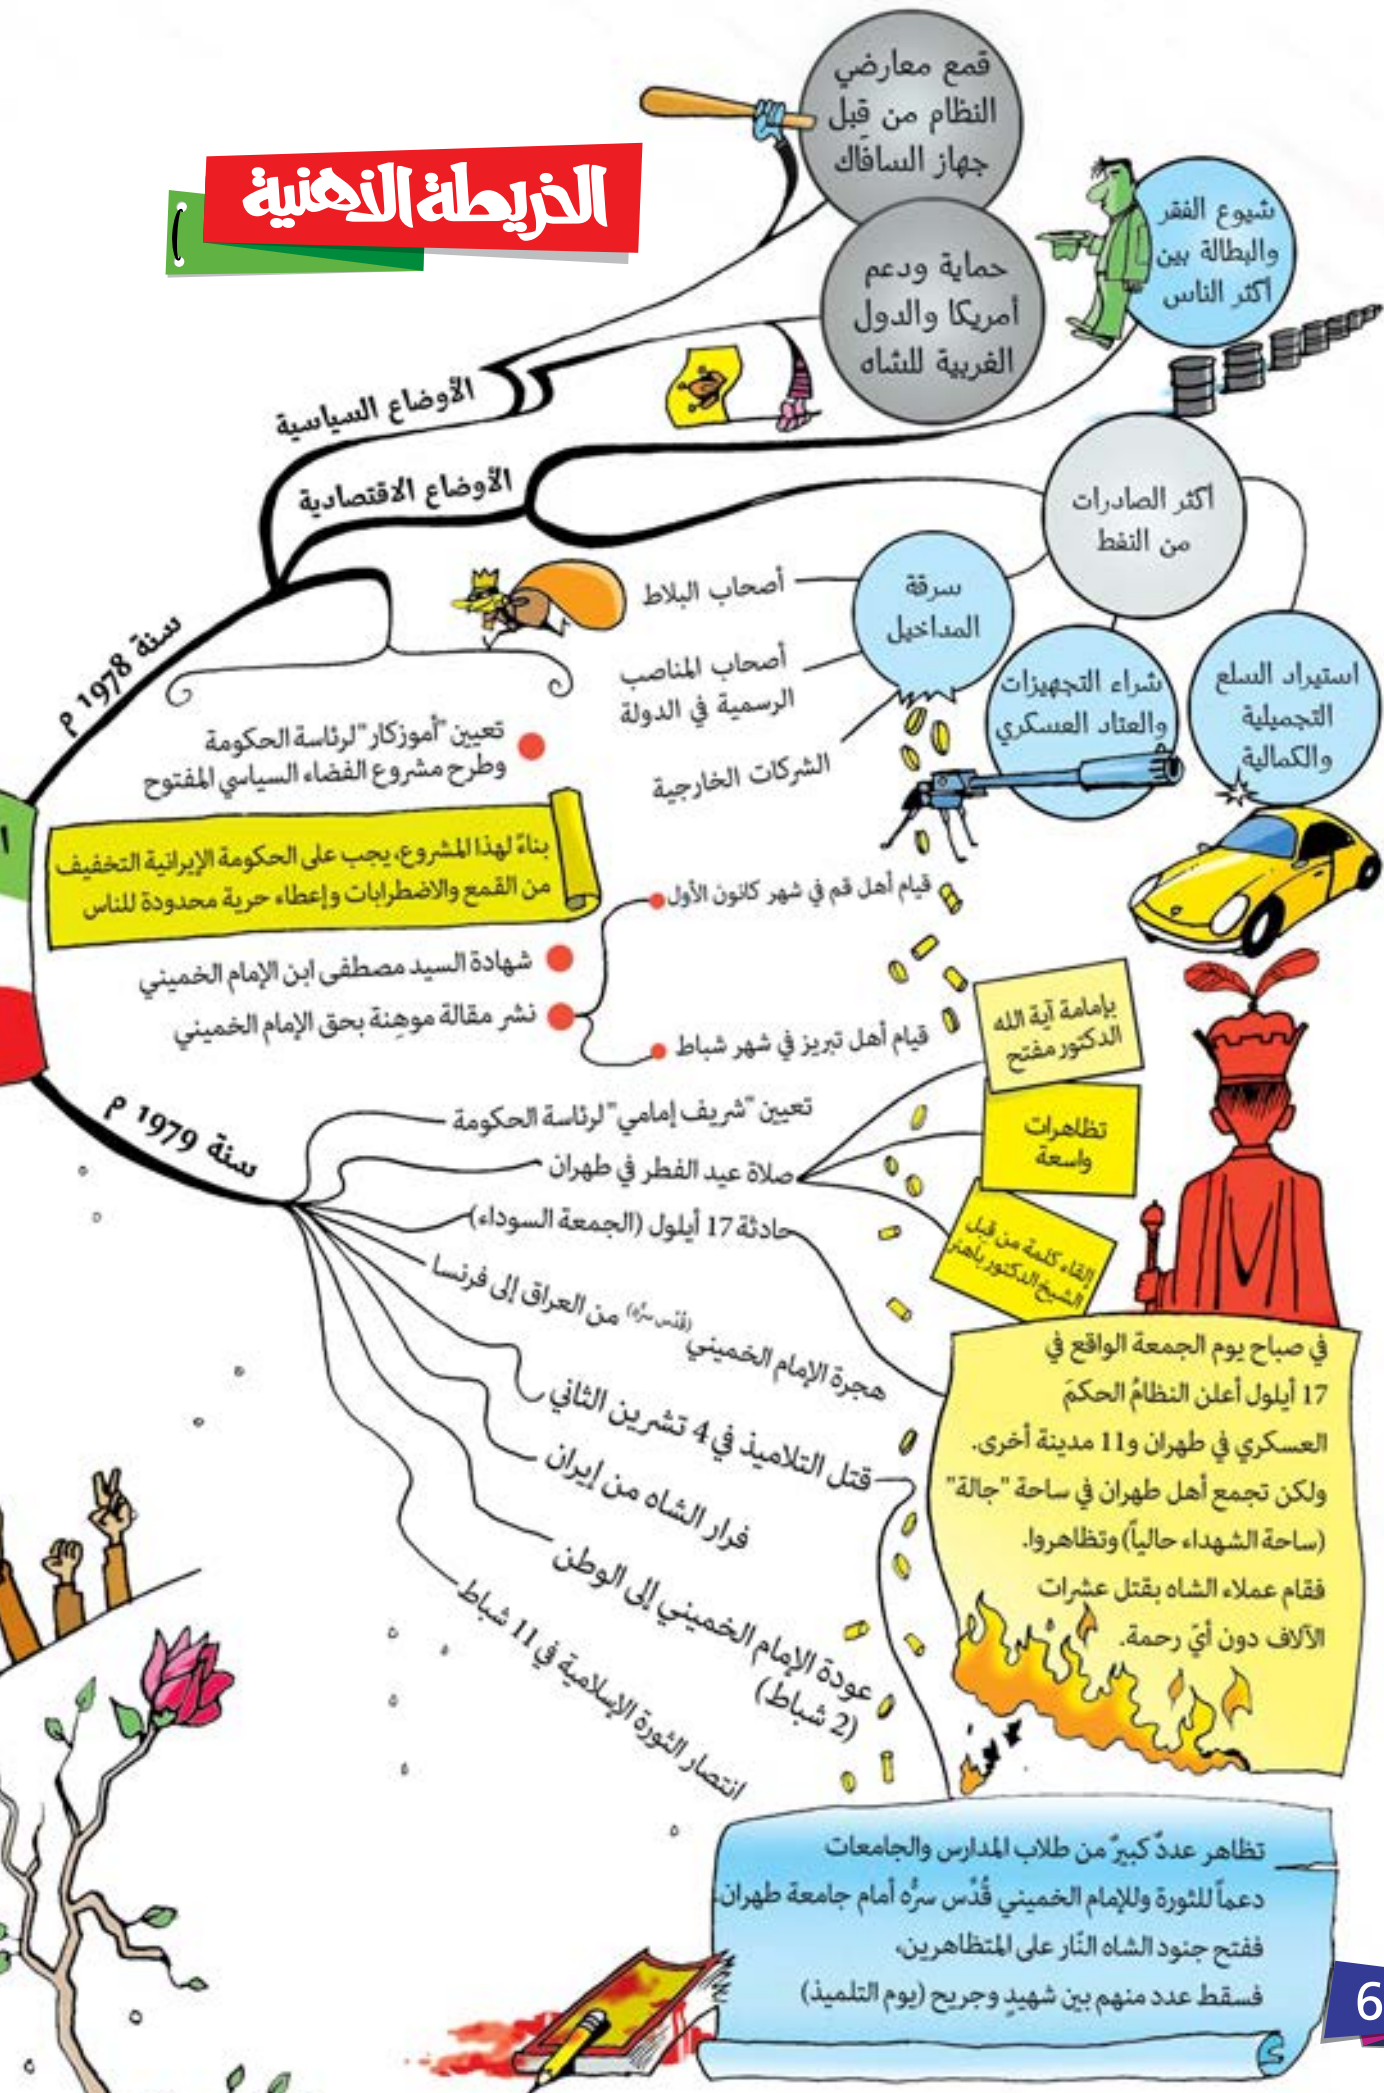 الخريطة الذهنية
قمع معارضي
النظام من قِبل
جهاز السافاك
حماية ودعم
أمريكا والدول
الغربية للشاه
شيوع الفقر
والبطالة بين
أكثر الناس
الأوضاع السياسية
الأوضاع الاقتصادية
أكثر الصادرات
من النفط
سرقة
المداخيل
أصحاب البلاط
أصحاب المناصب
الرسمية في الدولة
الشركات الخارجية
شراء التجهيزات
والعتاد العسكري
استيراد السلع
التجميلية
والكمالية
سنة 1978 م
تعيين "أموزكار" لرئاسة الحكومة
وطرح مشروع الفضاء السياسي المفتوح
بناءً لهذا المشروع، يجب على الحكومة الإيرانية التخفيف
من القمع والاضطرابات وإعطاء حرية محدودة للناس
شهادة السيد مصطفى ابن الإمام الخميني
نشر مقالة موهِنة بحق الإمام الخميني
قيام أهل قم في شهر كانون الأول
قيام أهل تبريز في شهر شباط
سنة 1979 م
تعيين "شريف إمامي" لرئاسة الحكومة
صلاة عيد الفطر في طهران
بإمامة آية الله
الدكتور مفتح
تظاهرات
واسعة
إلقاء كلمة من قبل
الشيخ الدكتور باهنر
حادثة 17 أيلول (الجمعة السوداء)
في صباح يوم الجمعة الواقع في
17 أيلول أعلن النظامُ الحكمَ
العسكري في طهران و11 مدينة أخرى.
ولكن تجمع أهل طهران في ساحة "جالة"
(ساحة الشهداء حالياً) وتظاهروا.
فقام عملاء الشاه بقتل عشرات
الآلاف دون أيّ رحمة.
هجرة الإمام الخميني (قُدّس سرُّه) من العراق إلى فرنسا
قتل التلاميذ في 4 تشرين الثاني
فرار الشاه من إيران
عودة الإمام الخميني إلى الوطن
(2 شباط)
انتصار الثورة الإسلامية في 11 شباط
تظاهر عددٌ كبيرٌ من طلاب المدارس والجامعات
دعماً للثورة وللإمام الخميني قُدِّس سرُّه أمام جامعة طهران،
ففتح جنود الشاه النّار على المتظاهرين،
فسقط عدد منهم بين شهيدٍ وجريح (يوم التلميذ)
6